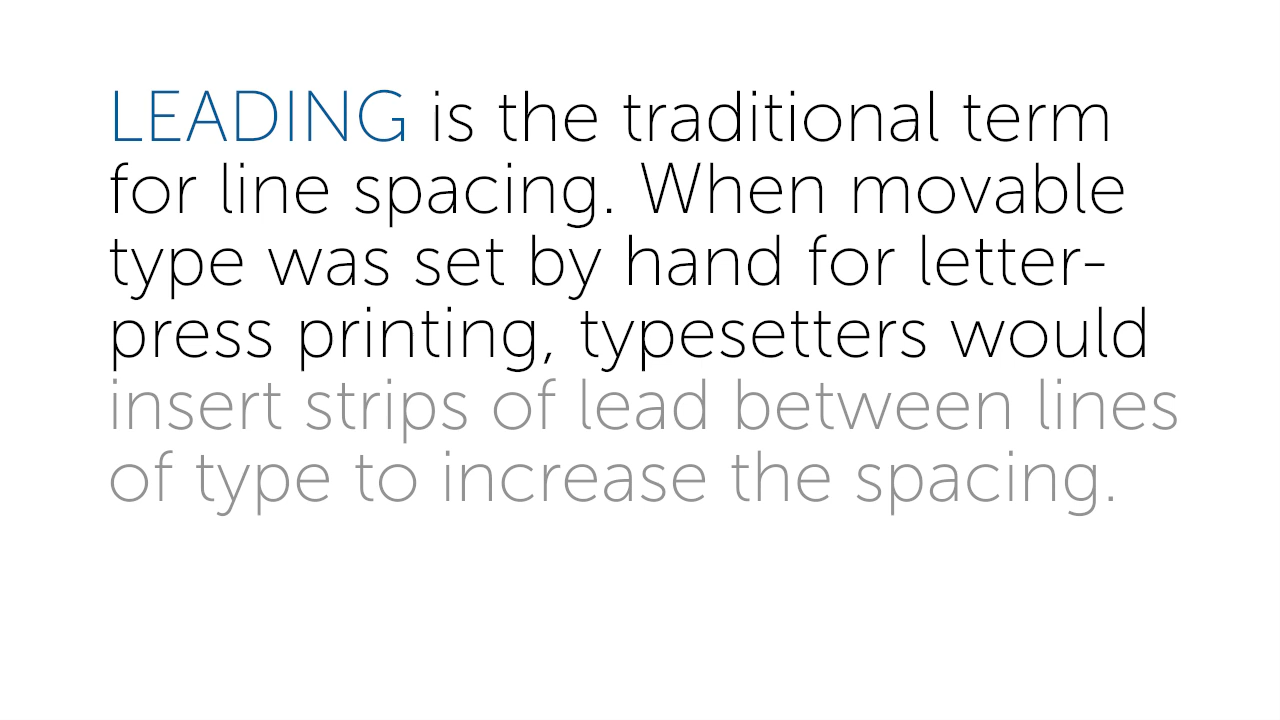 LEADING is the traditional term
for line spacing. When movable
type was set by hand for letter-
press printing, typesetters would
insert strips of lead between lines
of type to increase the spacing.